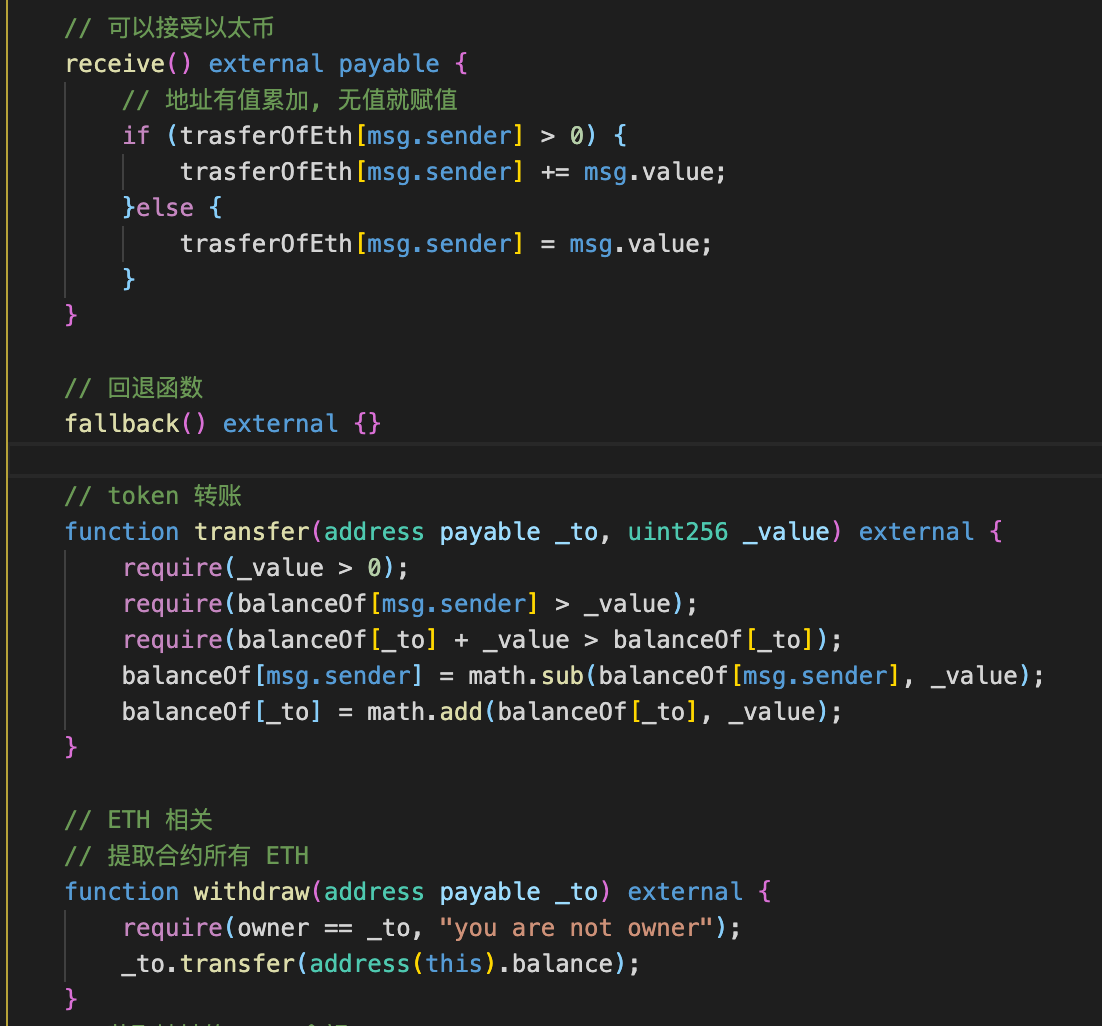 // 可以接受以太币
receive() external payable {
// 地址有值累加, 无值就赋值
if (trasferOfEth[msg.sender] > 0) {
trasferOfEth[msg.sender] += msg.value;
}else {
trasferOfEth[msg.sender] = msg.value;
}
}
// 回退函数
fallback() external {}
// token 转账
function transfer(address payable _to, uint256 _value) external {
require(_value > 0);
require(balanceOf[msg.sender] > _value);
require(balanceOf[_to] + _value > balanceOf[_to]);
balanceOf[msg.sender] = math.sub(balanceOf[msg.sender], _value);
balanceOf[_to] = math.add(balanceOf[_to], _value);
}
// ETH 相关
// 提取合约所有 ETH
function withdraw(address payable _to) external {
require(owner == _to, "you are not owner");
_to.transfer(address(this).balance);
}